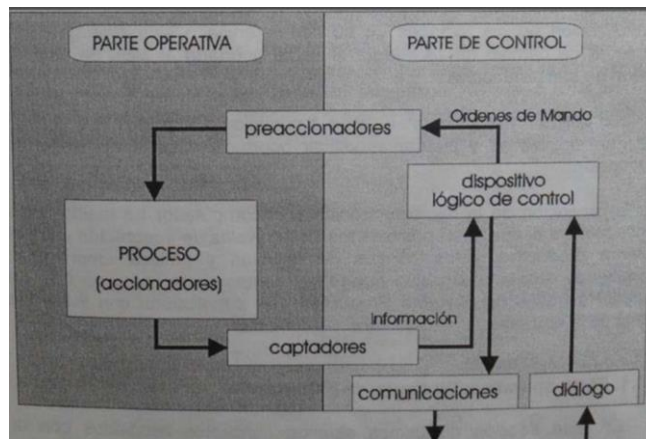 PARTE OPERATIVA
PARTE DE CONTROL
preaccionadores
Ordenes de Mando
dispositivo
lógico de control
PROCESO
(accionadores)
Información
captadores
comunicaciones
diálogo